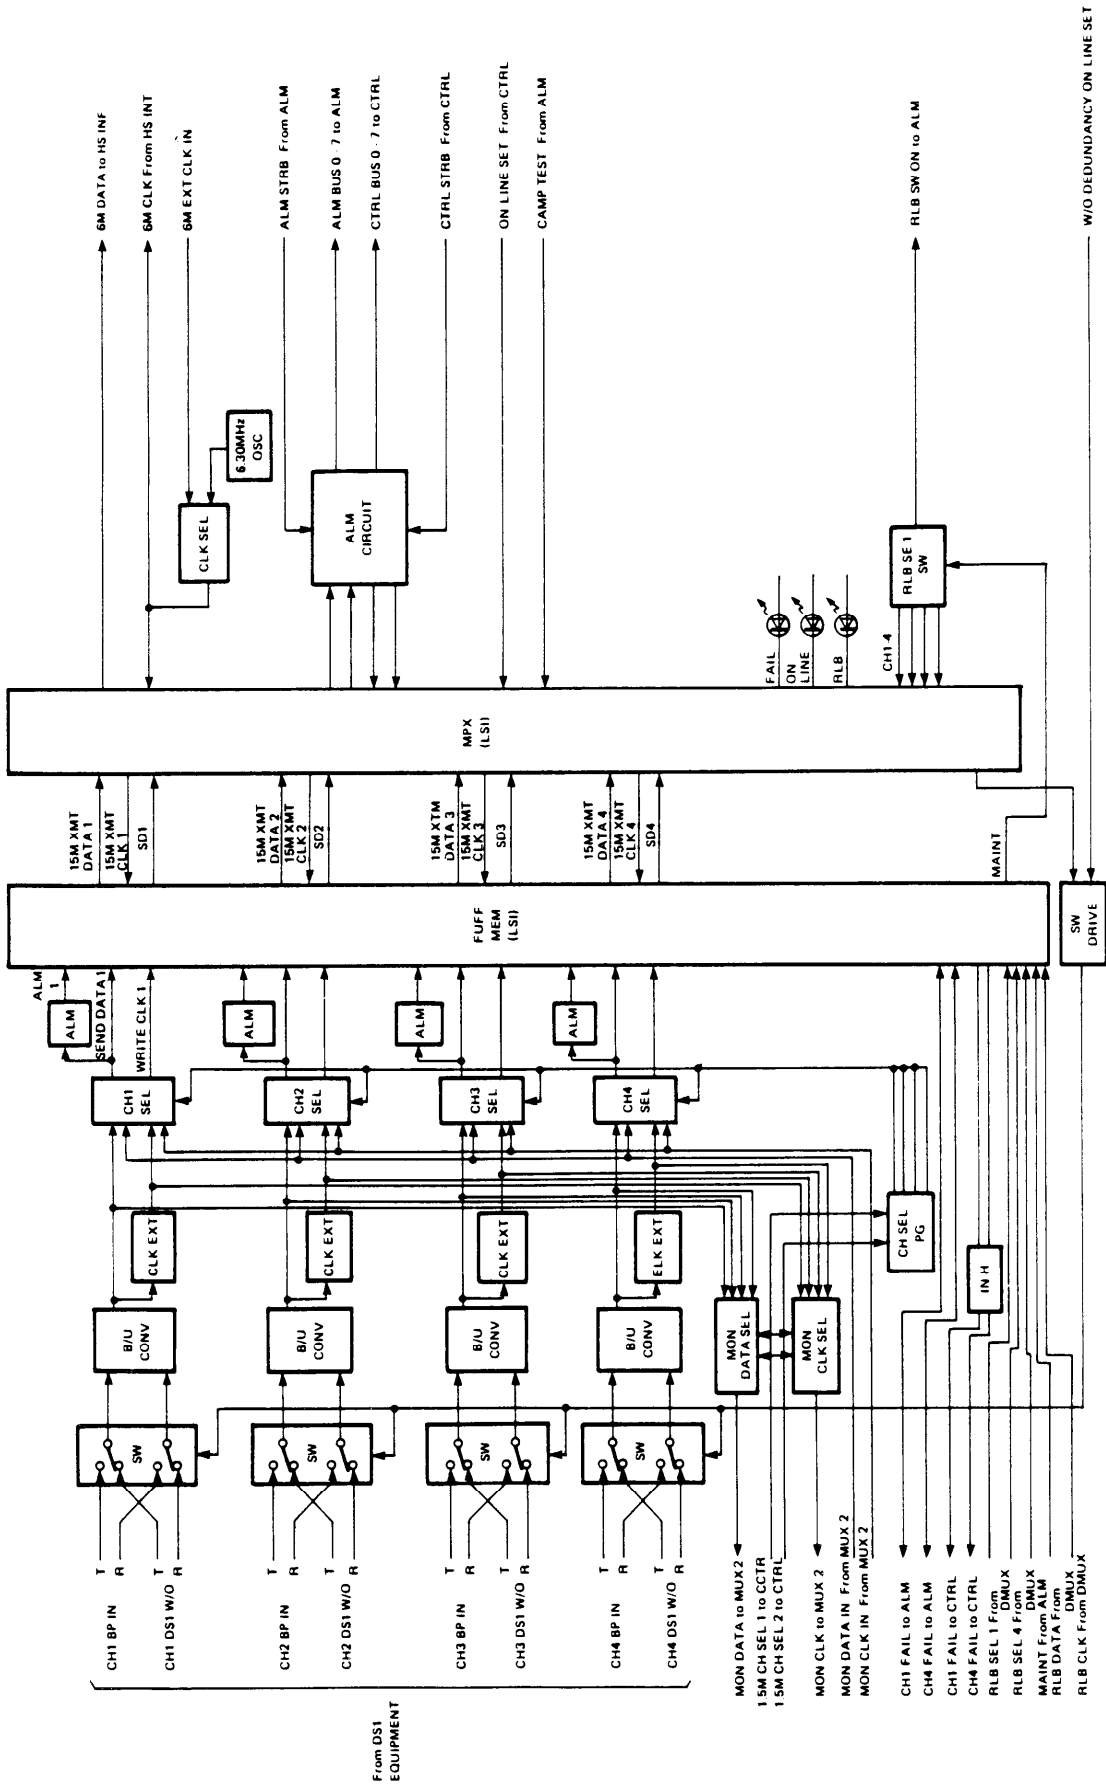 From DS1
EQUIPMENT
CH1 BP IN
T
R
CH1 DS1 W/O
T
R
CH2 BP IN
T
R
CH2 DS1 W/O
T
R
CH3 BP IN
T
R
CH3 DS1 W/O
T
R
CH4 BP IN
T
R
CH4 DS1 W/O
T
R
MON DATA to MUX2
1.5M CH SEL 1 to CCTR
1.5M CH SEL 2 to CTRL
MON CLK to MUX 2
MON DATA IN From MUX 2
MON CLK IN From MUX 2
CH1 FAIL to ALM
CH4 FAIL to ALM
CH1 FAIL to CTRL
CH4 FAIL to CTRL
RLB SEL 1 From
DMUX
RLB SEL 4 From
DMUX
MAINT From ALM
RLB DATA From
DMUX
RLB CLK From DMUX
SW
SW
SW
SW
B/U
CONV
B/U
CONV
B/U
CONV
B/U
CONV
CLK EXT
CLK EXT
CLK EXT
ELK EXT
MON
DATA SEL
MON
CLK SEL
CH SEL
PG
IN H
CH1
SEL
CH2
SEL
CH3
SEL
CH4
SEL
ALM
ALM
ALM
ALM
ALM
1
SEND DATA 1
WRITE CLK 1
FUFF
MEM
(LSI)
SW
DRIVE
15M XMT
DATA 1
15M XMT
CLK 1
SD1
15M XMT
DATA 2
15M XMT
CLK 2
SD2
15M XTM
DATA 3
15M XMT
CLK 3
SD3
15M XMT
DATA 4
15M XMT
CLK 4
SD4
MAINT
MPX
(LSI)
FAIL
ON
LINE
RLB
CH1-4
RLB SE 1
SW
CLK SEL
6.30MHz
OSC
ALM
CIRCUIT
6M DATA to HS INF
6M CLK From HS INT
6M EXT CLK IN
ALM STRB From ALM
ALM BUS 0 - 7 to ALM
CTRL BUS 0 - 7 to CTRL
CTRL STRB From CTRL
ON LINE SET From CTRL
CAMP TEST From ALM
RLB SW ON to ALM
W/O DEDUNDANCY ON LINE SET